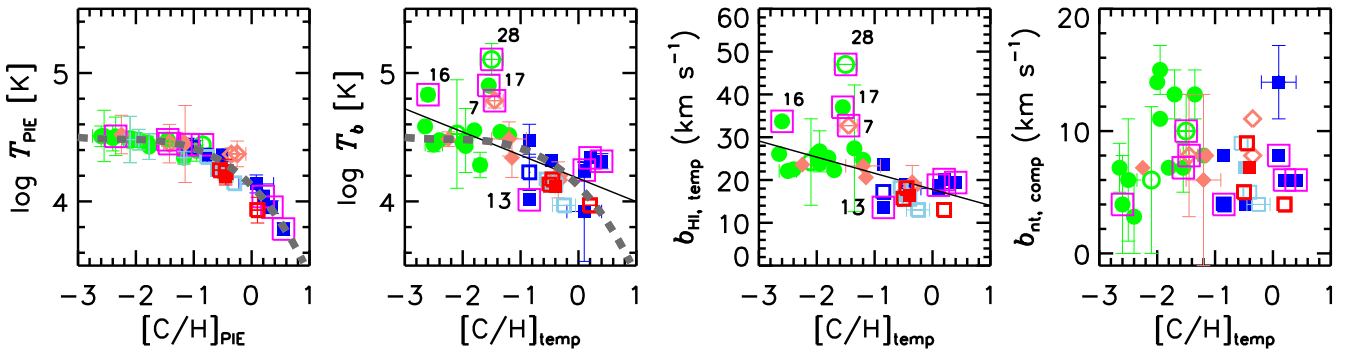 log T_PIE [K]
5
4
−3 −2 −1 0 1
[C/H]_PIE
log T_b [K]
5
4
28
16
17
7
13
−3 −2 −1 0 1
[C/H]_temp
b_HI, temp (km s⁻¹)
60
50
40
30
20
10
0
28
16
17
7
13
−3 −2 −1 0 1
[C/H]_temp
b_nt, comp (km s⁻¹)
20
10
0
−3 −2 −1 0 1
[C/H]_temp